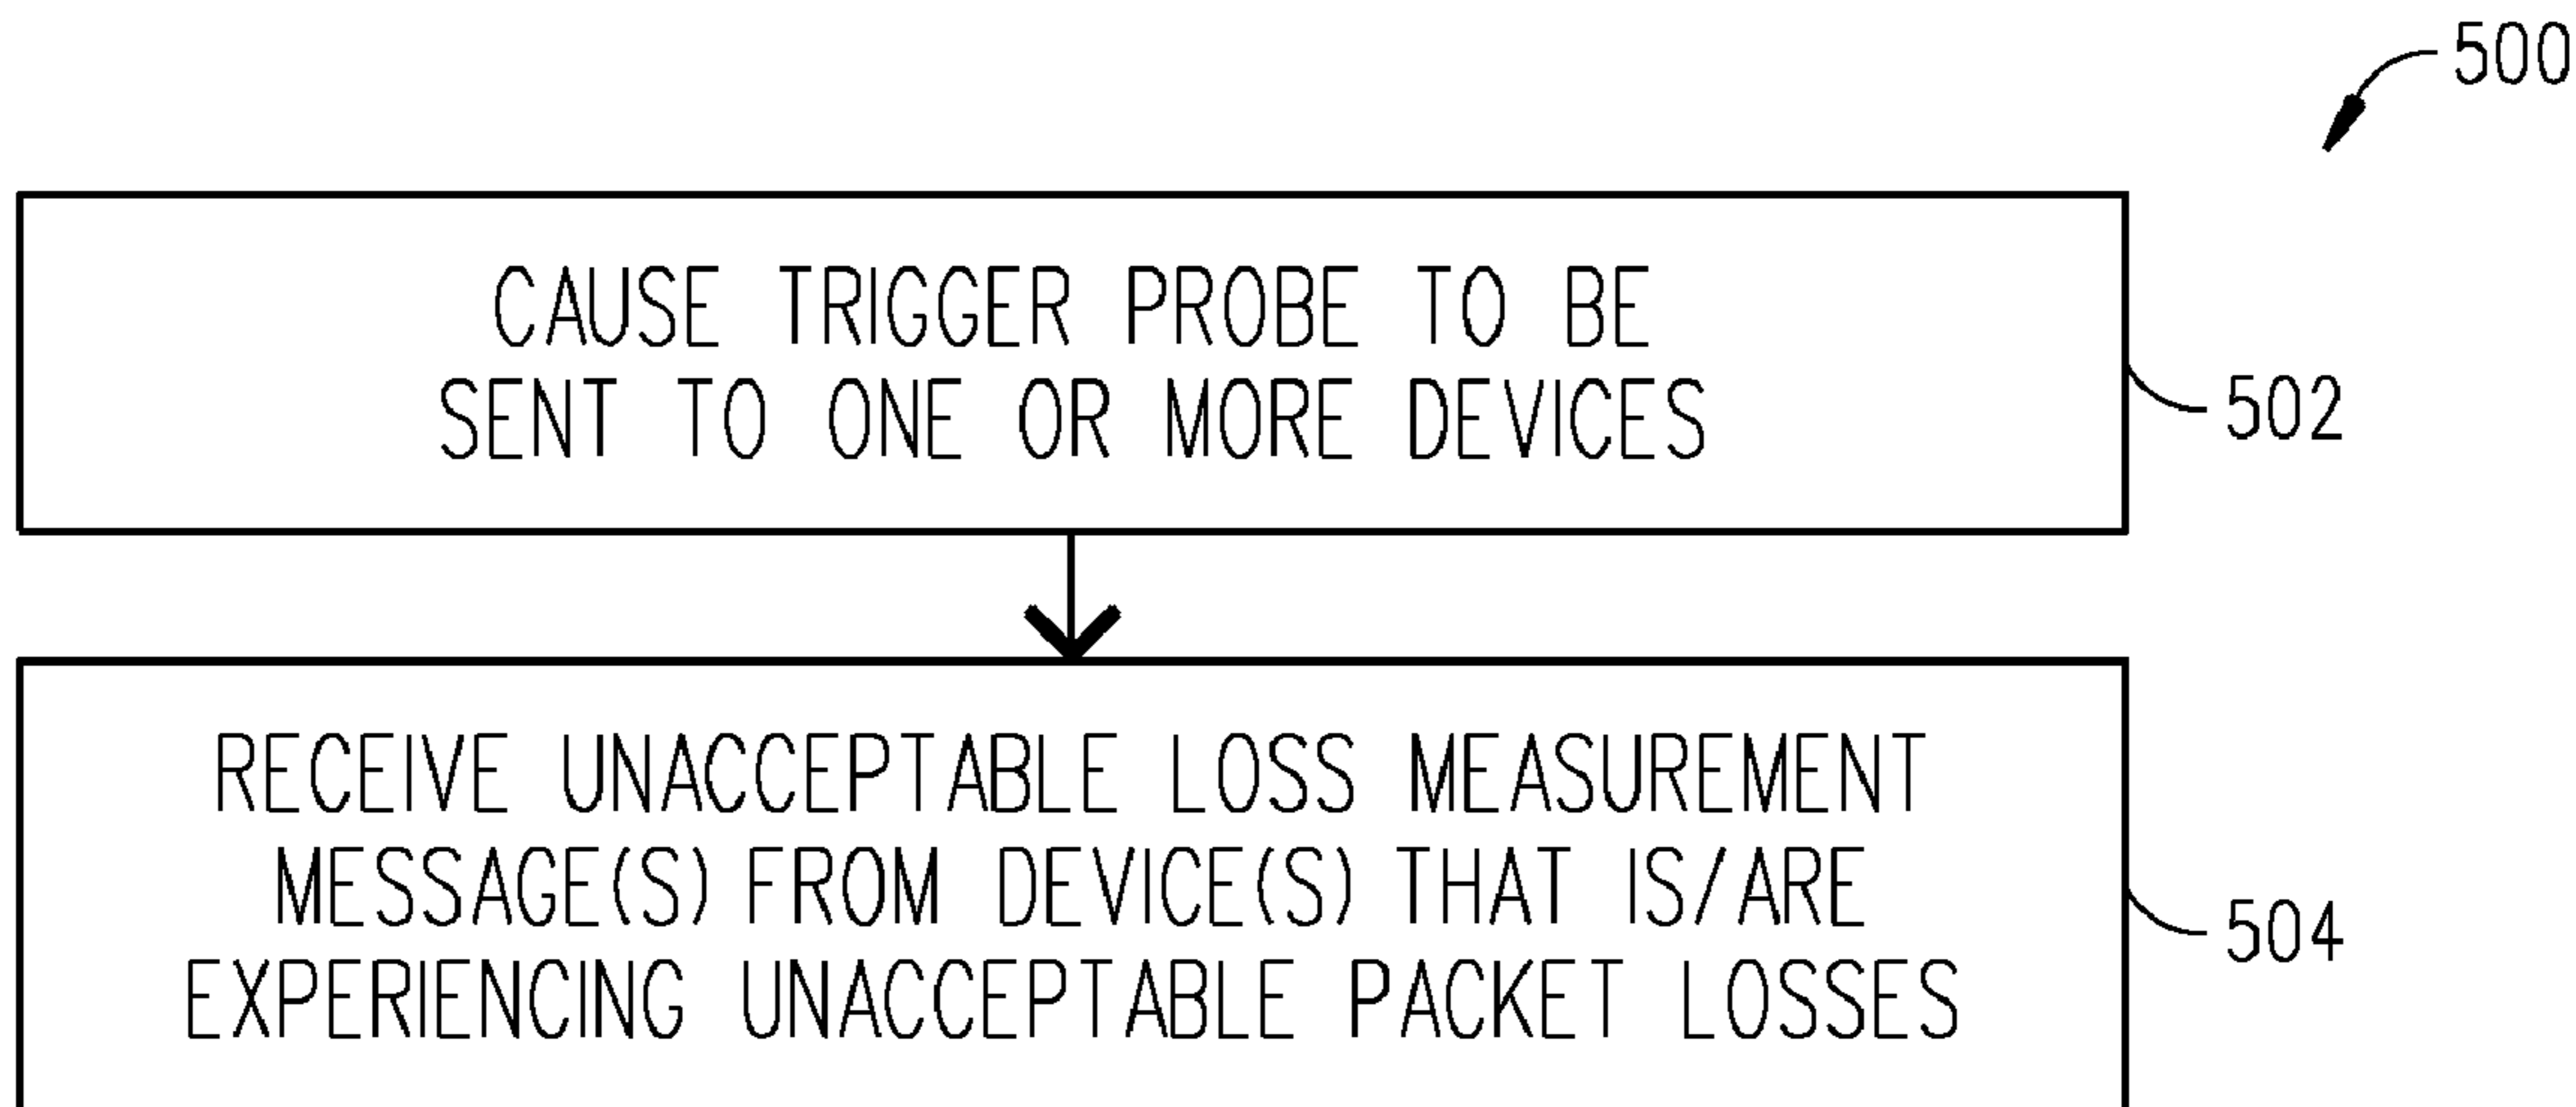 500
CAUSE TRIGGER PROBE TO BE
SENT TO ONE OR MORE DEVICES
502
RECEIVE UNACCEPTABLE LOSS MEASUREMENT
MESSAGE(S) FROM DEVICE(S) THAT IS/ARE
EXPERIENCING UNACCEPTABLE PACKET LOSSES
504